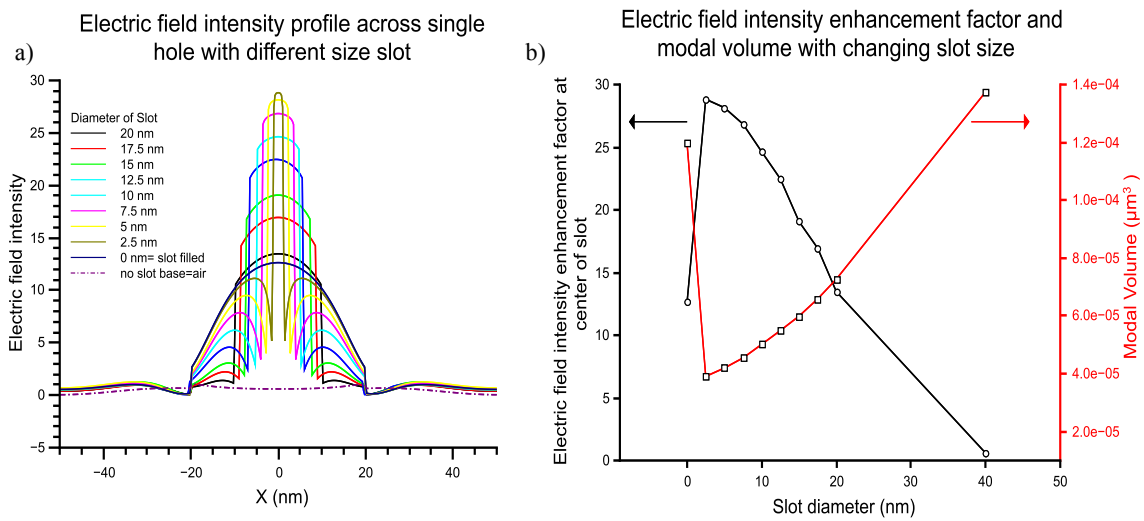 Electric field intensity profile across single
hole with different size slot
a)
30
25
20
15
10
5
0
−5
Electric field intensity
Diameter of Slot
20 nm
17.5 nm
15 nm
12.5 nm
10 nm
7.5 nm
5 nm
2.5 nm
0 nm= slot filled
no slot base=air
−40
−20
0
20
40
X (nm)
Electric field intensity enhancement factor and
modal volume with changing slot size
b)
30
25
20
15
10
5
0
Electric field intensity enhancement factor at
center of slot
1.4e−04
1.2e−04
1.0e−04
8.0e−05
6.0e−05
4.0e−05
2.0e−05
Modal Volume (μm³ )
0
10
20
30
40
50
Slot diameter (nm)